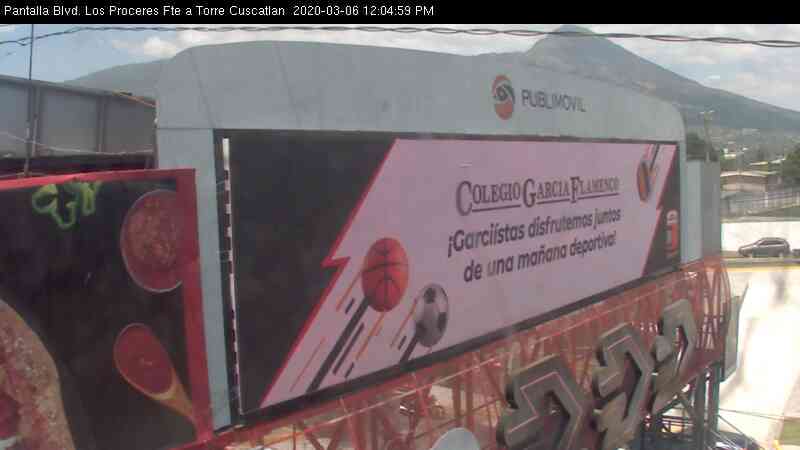 Pantalla Blvd. Los Proceres Fte a Torre Cuscatlan 2020-03-06 12:04:59 PM
PUBLIMOVIL
COLEGIO GARCIA FLAMENCO
¡Garciístas disfrutemos juntos
de una mañana deportiva!